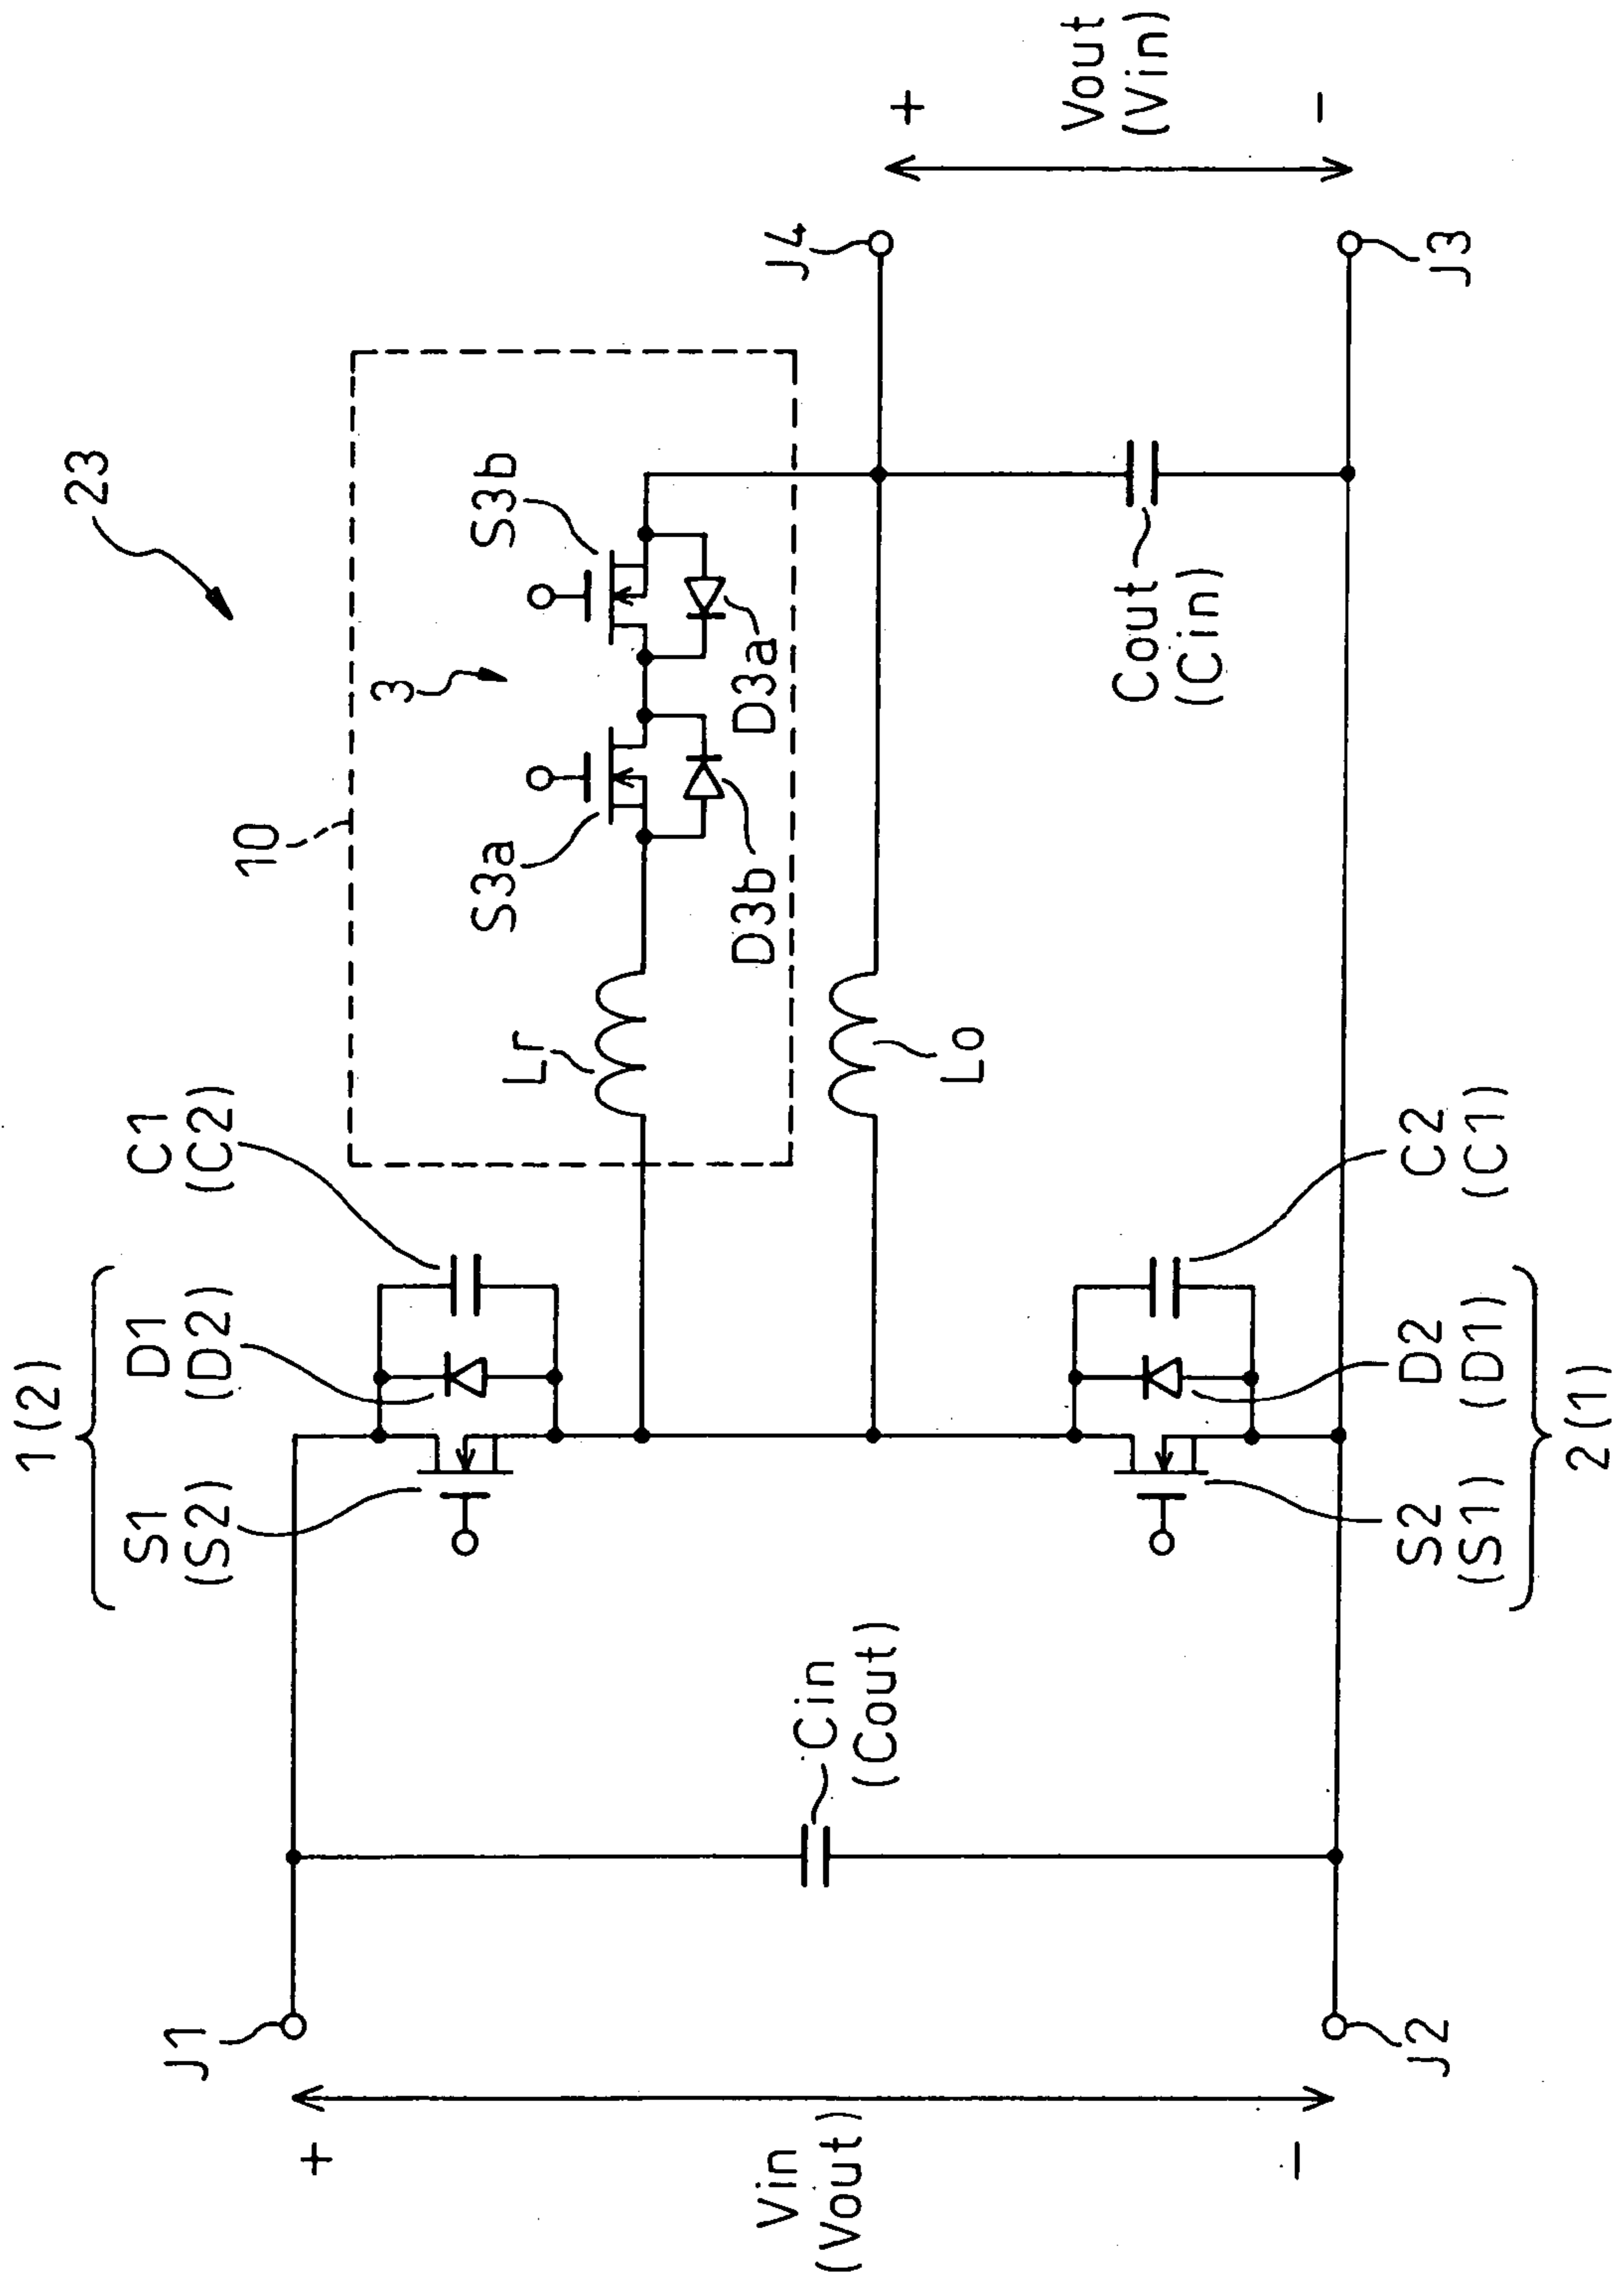 23
1(2)
S1
(S2)
D1
(D2)
C1
(C2)
10
3
S3a
S3b
Lr
D3b
D3a
J1
J4
+
Vin
(Vout)
-
Cin
(Cout)
Lo
Cout
(Cin)
+
Vout
(Vin)
-
J2
J3
S2
(S1)
D2
(D1)
C2
(C1)
2(1)